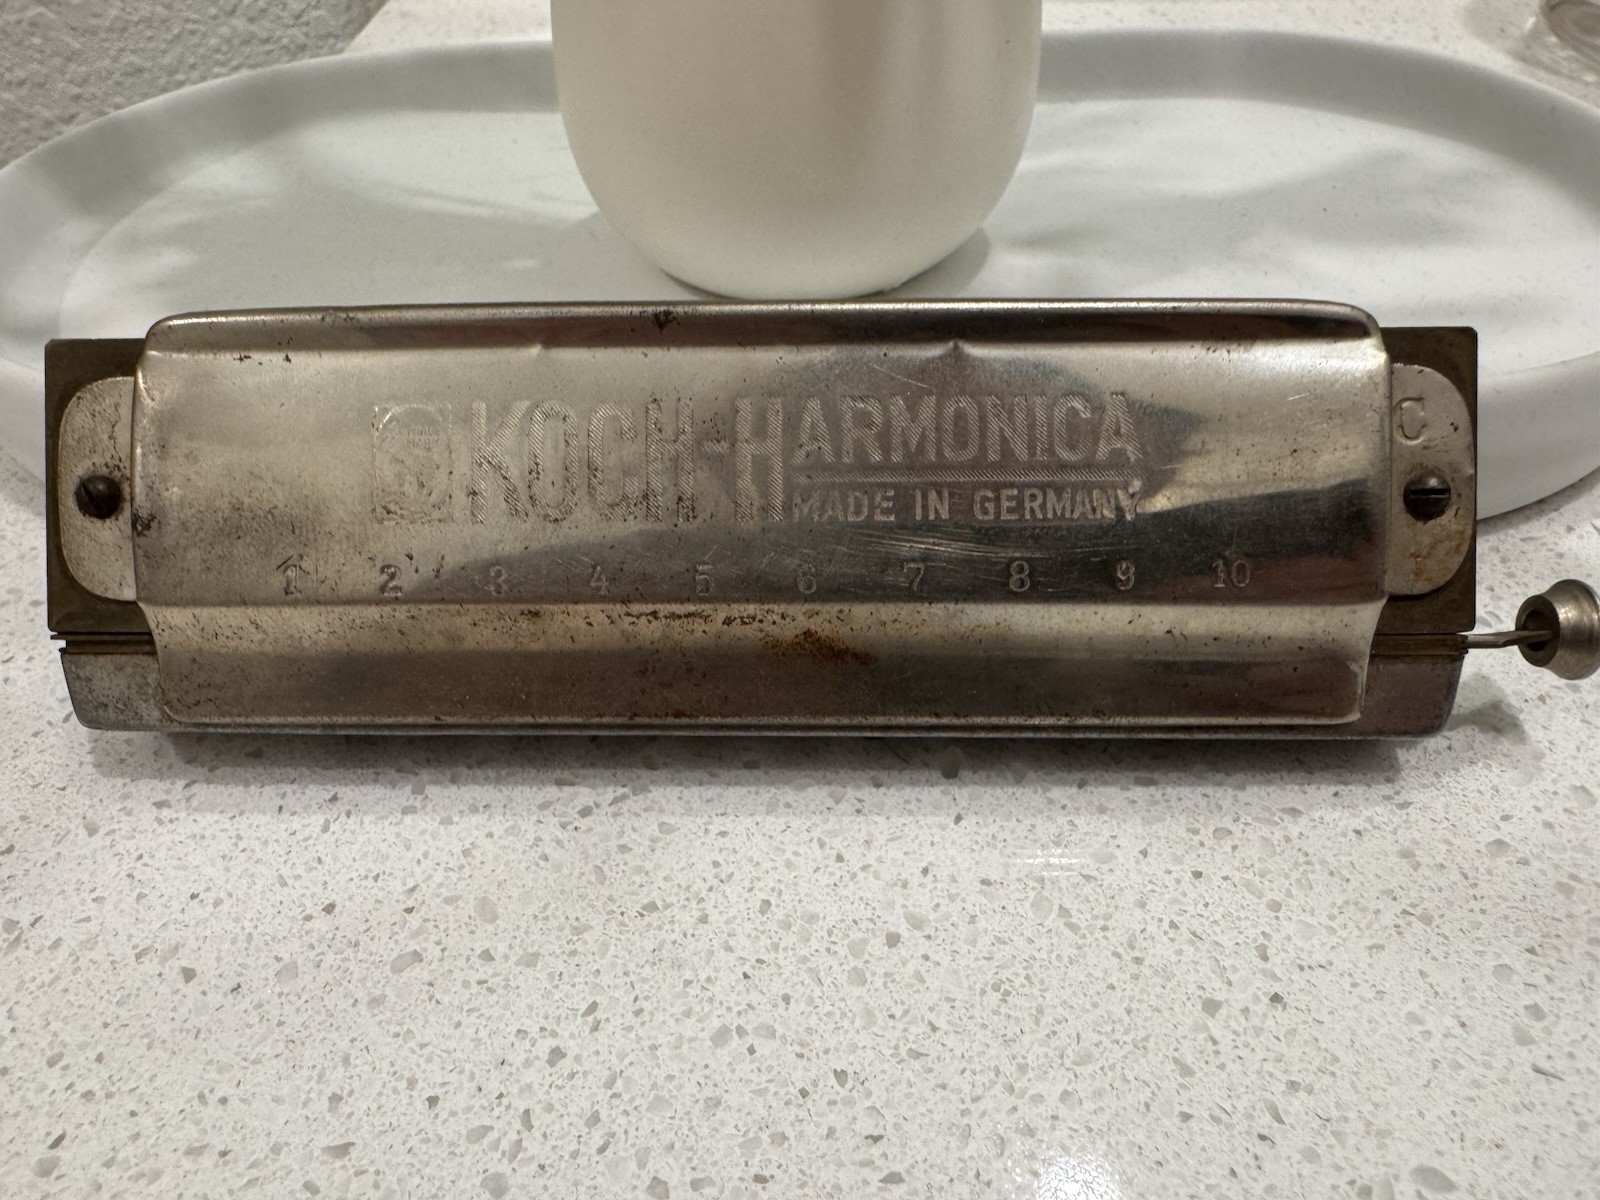 KOCH-HARMONICA
MADE IN GERMANY
C
1 2 3 4 5 6 7 8 9 10